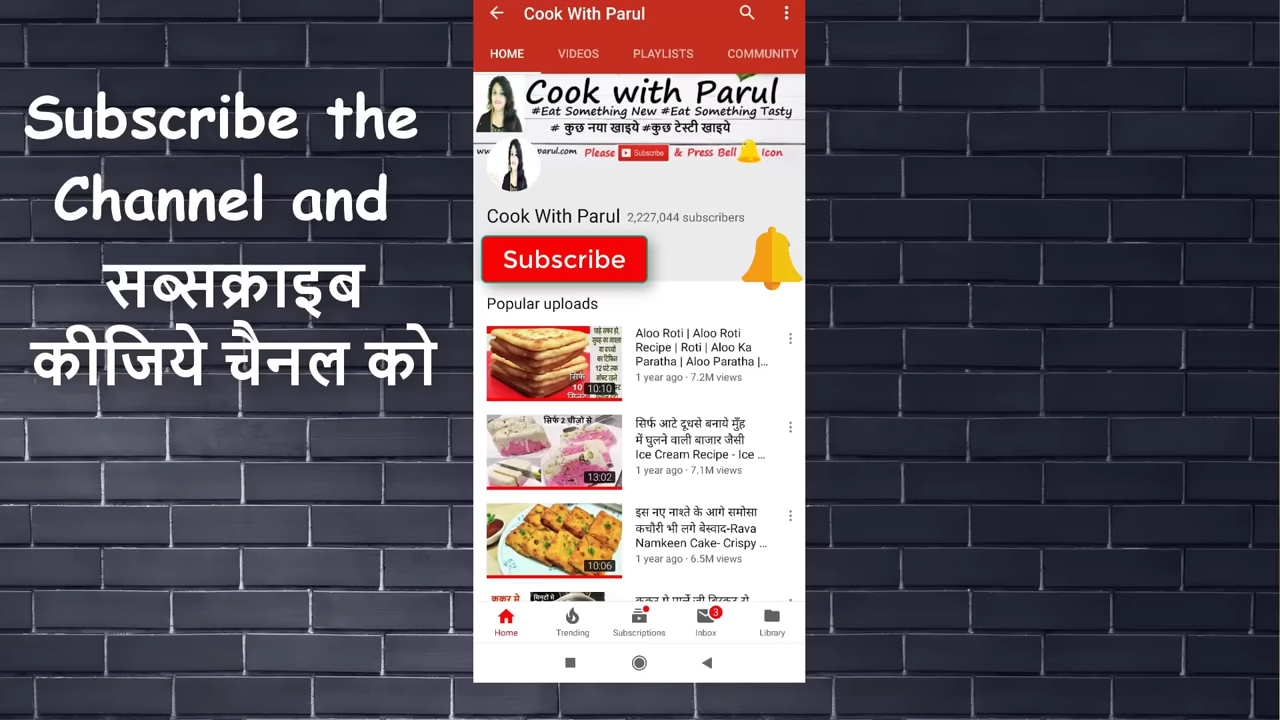 Subscribe the
Channel and
सब्सक्राइब
कीजिये चैनल को
Cook With Parul
HOME VIDEOS PLAYLISTS COMMUNITY
Cook with Parul
#Eat Something New #Eat Something Tasty
# कुछ नया खाइये #कुछ टेस्टी खाइये
Please Subscribe & Press Bell Icon
Cook With Parul 2,227,044 subscribers
Subscribe
Popular uploads
Aloo Roti | Aloo Roti
Recipe | Roti | Aloo Ka
Paratha | Aloo Paratha |...
1 year ago · 7.2M views
सिर्फ
10
10:10
सिर्फ 2 चीज़ो से
13:02
सिर्फ आटे दूधसे बनाये मुँह
में घुलने वाली बाजार जैसी
Ice Cream Recipe - Ice ...
1 year ago · 7.1M views
10:06
इस नए नाश्ते के आगे समोसा
कचौरी भी लगे बेस्वाद-Rava
Namkeen Cake- Crispy ...
1 year ago · 6.5M views
Home Trending Subscriptions Inbox Library
3